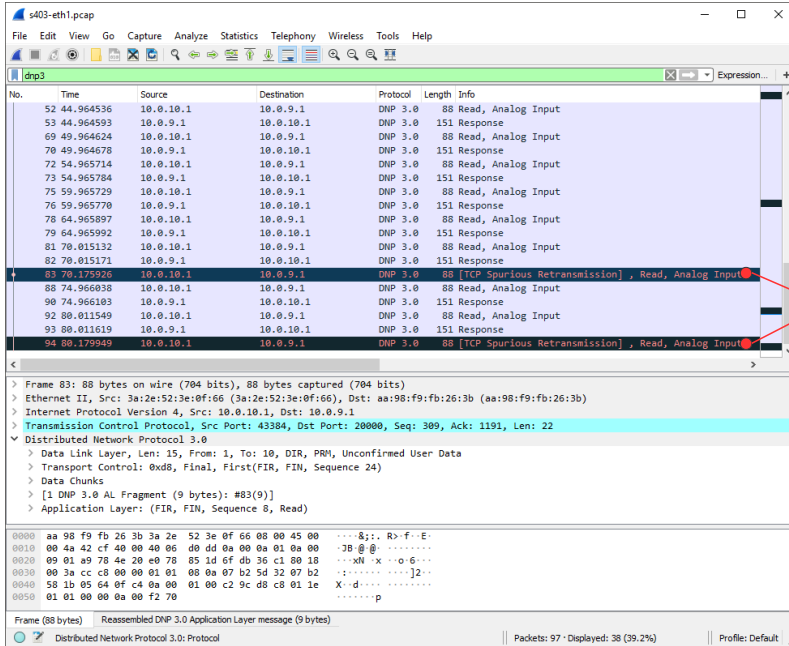 s403-eth1.pcap
File Edit View Go Capture Analyze Statistics Telephony Wireless Tools Help
dnp3 Expression... +
No. Time Source Destination Protocol Length Info
52 44.964536 10.0.10.1 10.0.9.1 DNP 3.0 88 Read, Analog Input
53 44.964593 10.0.9.1 10.0.10.1 DNP 3.0 151 Response
69 49.964624 10.0.10.1 10.0.9.1 DNP 3.0 88 Read, Analog Input
70 49.964678 10.0.9.1 10.0.10.1 DNP 3.0 151 Response
72 54.965714 10.0.10.1 10.0.9.1 DNP 3.0 88 Read, Analog Input
73 54.965784 10.0.9.1 10.0.10.1 DNP 3.0 151 Response
75 59.965729 10.0.10.1 10.0.9.1 DNP 3.0 88 Read, Analog Input
76 59.965770 10.0.9.1 10.0.10.1 DNP 3.0 151 Response
78 64.965897 10.0.10.1 10.0.9.1 DNP 3.0 88 Read, Analog Input
79 64.965992 10.0.9.1 10.0.10.1 DNP 3.0 151 Response
81 70.015132 10.0.10.1 10.0.9.1 DNP 3.0 88 Read, Analog Input
82 70.015171 10.0.9.1 10.0.10.1 DNP 3.0 151 Response
83 70.175926 10.0.10.1 10.0.9.1 DNP 3.0 88 [TCP Spurious Retransmission] , Read, Analog Input
88 74.966038 10.0.10.1 10.0.9.1 DNP 3.0 88 Read, Analog Input
90 74.966103 10.0.9.1 10.0.10.1 DNP 3.0 151 Response
92 80.011549 10.0.10.1 10.0.9.1 DNP 3.0 88 Read, Analog Input
93 80.011619 10.0.9.1 10.0.10.1 DNP 3.0 151 Response
94 80.179949 10.0.10.1 10.0.9.1 DNP 3.0 88 [TCP Spurious Retransmission] , Read, Analog Input
> Frame 83: 88 bytes on wire (704 bits), 88 bytes captured (704 bits)
> Ethernet II, Src: 3a:2e:52:3e:0f:66 (3a:2e:52:3e:0f:66), Dst: aa:98:f9:fb:26:3b (aa:98:f9:fb:26:3b)
> Internet Protocol Version 4, Src: 10.0.10.1, Dst: 10.0.9.1
> Transmission Control Protocol, Src Port: 43384, Dst Port: 20000, Seq: 309, Ack: 1191, Len: 22
Distributed Network Protocol 3.0
> Data Link Layer, Len: 15, From: 1, To: 10, DIR, PRM, Unconfirmed User Data
> Transport Control: 0xd8, Final, First(FIR, FIN, Sequence 24)
> Data Chunks
> [1 DNP 3.0 AL Fragment (9 bytes): #83(9)]
> Application Layer: (FIR, FIN, Sequence 8, Read)
0000 aa 98 f9 fb 26 3b 3a 2e 52 3e 0f 66 08 00 45 00 ····&;:. R>·f··E·
0010 00 4a 42 cf 40 00 40 06 d0 dd 0a 00 0a 01 0a 00 ·JB·@·@· ········
0020 09 01 a9 78 4e 20 e0 78 85 1d 6f db 36 c1 80 18 ···xN ·x ··o·6···
0030 00 3a cc c8 00 00 01 01 08 0a 07 b2 5d 32 07 b2 ·:······ ····]2··
0040 58 1b 05 64 0f c4 0a 00 01 00 c2 9c d8 c8 01 1e X··d···· ········
0050 01 01 00 00 0a 00 f2 70 ·······p
Frame (88 bytes) Reassembled DNP 3.0 Application Layer message (9 bytes)
Distributed Network Protocol 3.0: Protocol Packets: 97 · Displayed: 38 (39.2%) Profile: Default